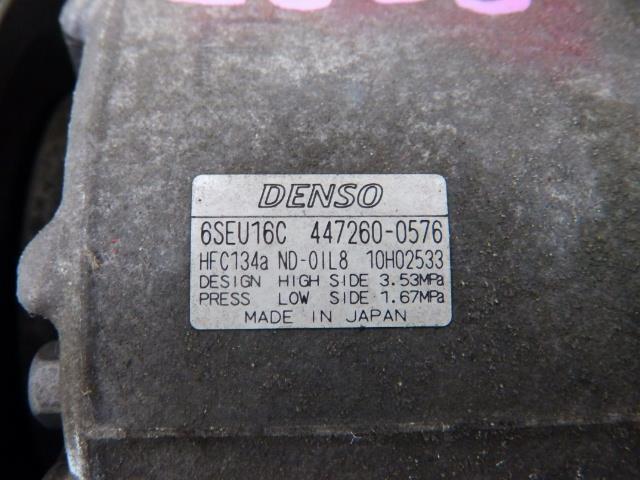 DENSO
6SEU16C 447260-0576
HFC134a ND-OIL8 10H02533
DESIGN HIGH SIDE 3.53MPa
PRESS LOW SIDE 1.67MPa
MADE IN JAPAN